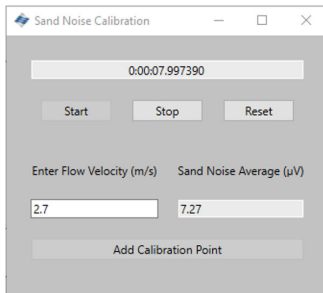 Sand Noise Calibration
0:00:07.997390
Start Stop Reset
Enter Flow Velocity (m/s) Sand Noise Average (µV)
2.7 7.27
Add Calibration Point